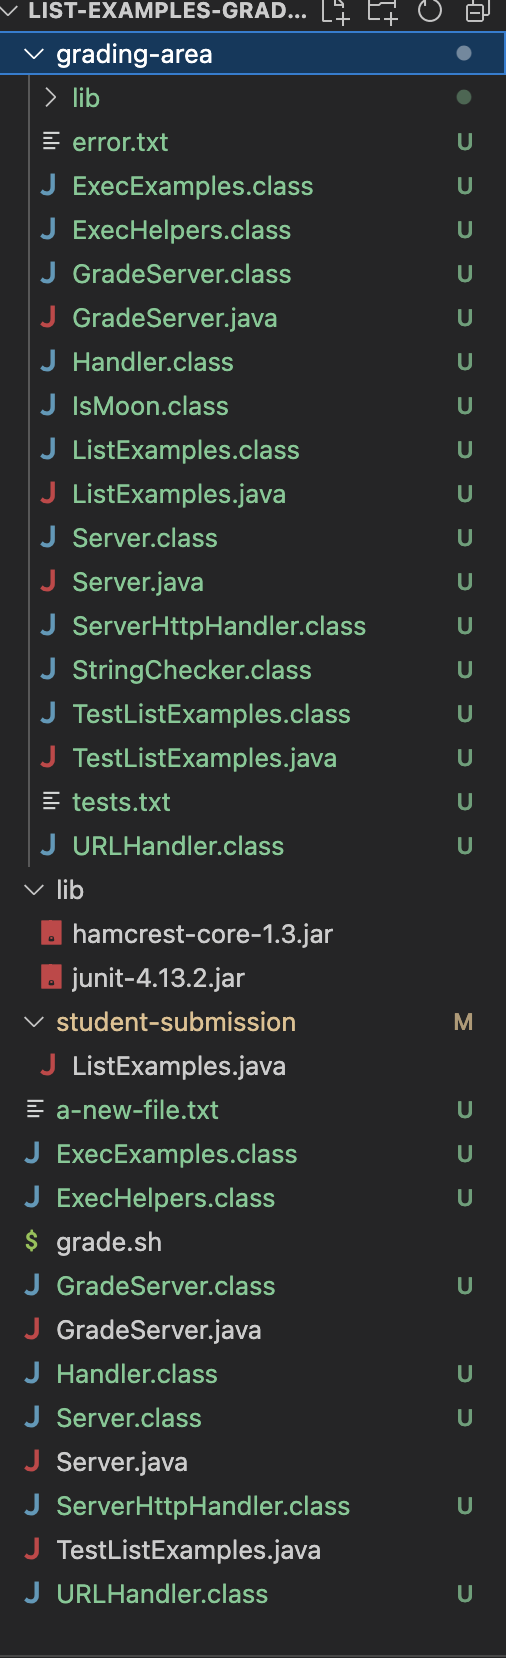 LIST-EXAMPLES-GRAD...
grading-area
lib
error.txt U
J ExecExamples.class U
J ExecHelpers.class U
J GradeServer.class U
J GradeServer.java U
J Handler.class U
J IsMoon.class U
J ListExamples.class U
J ListExamples.java U
J Server.class U
J Server.java U
J ServerHttpHandler.class U
J StringChecker.class U
J TestListExamples.class U
J TestListExamples.java U
tests.txt U
J URLHandler.class U
lib
hamcrest-core-1.3.jar
junit-4.13.2.jar
student-submission M
J ListExamples.java
a-new-file.txt U
J ExecExamples.class U
J ExecHelpers.class U
$ grade.sh
J GradeServer.class U
J GradeServer.java
J Handler.class U
J Server.class U
J Server.java
J ServerHttpHandler.class U
J TestListExamples.java
J URLHandler.class U